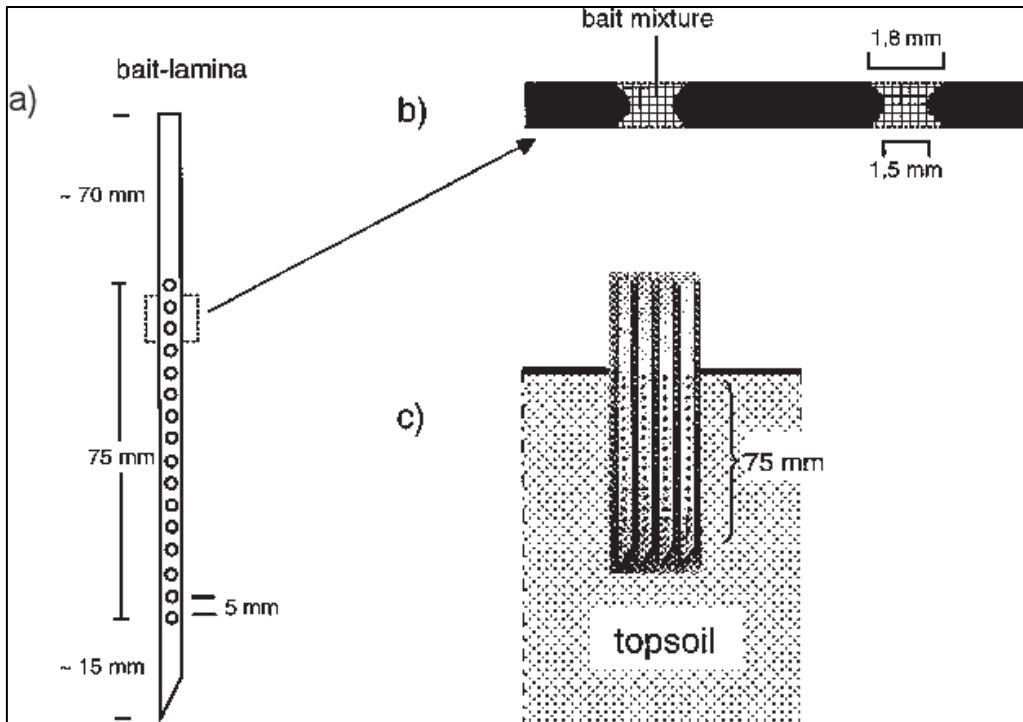 a)
bait-lamina
~ 70 mm
75 mm
5 mm
~ 15 mm
b)
bait mixture
1,8 mm
1,5 mm
c)
75 mm
topsoil